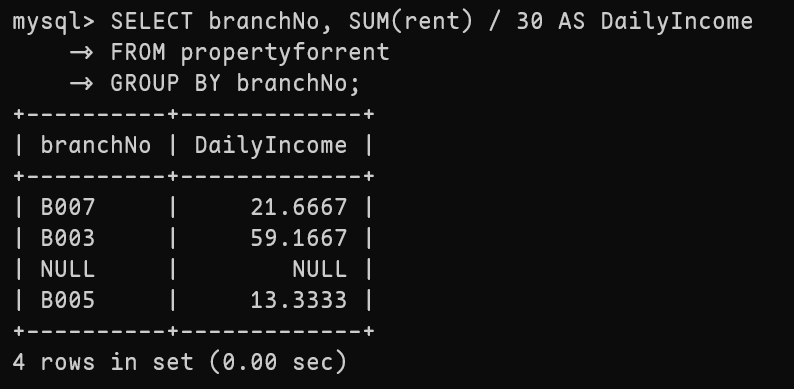 mysql> SELECT branchNo, SUM(rent) / 30 AS DailyIncome
    -> FROM propertyforrent
    -> GROUP BY branchNo;
+----------+-------------+
| branchNo | DailyIncome |
+----------+-------------+
| B007     |     21.6667 |
| B003     |     59.1667 |
| NULL     |        NULL |
| B005     |     13.3333 |
+----------+-------------+
4 rows in set (0.00 sec)